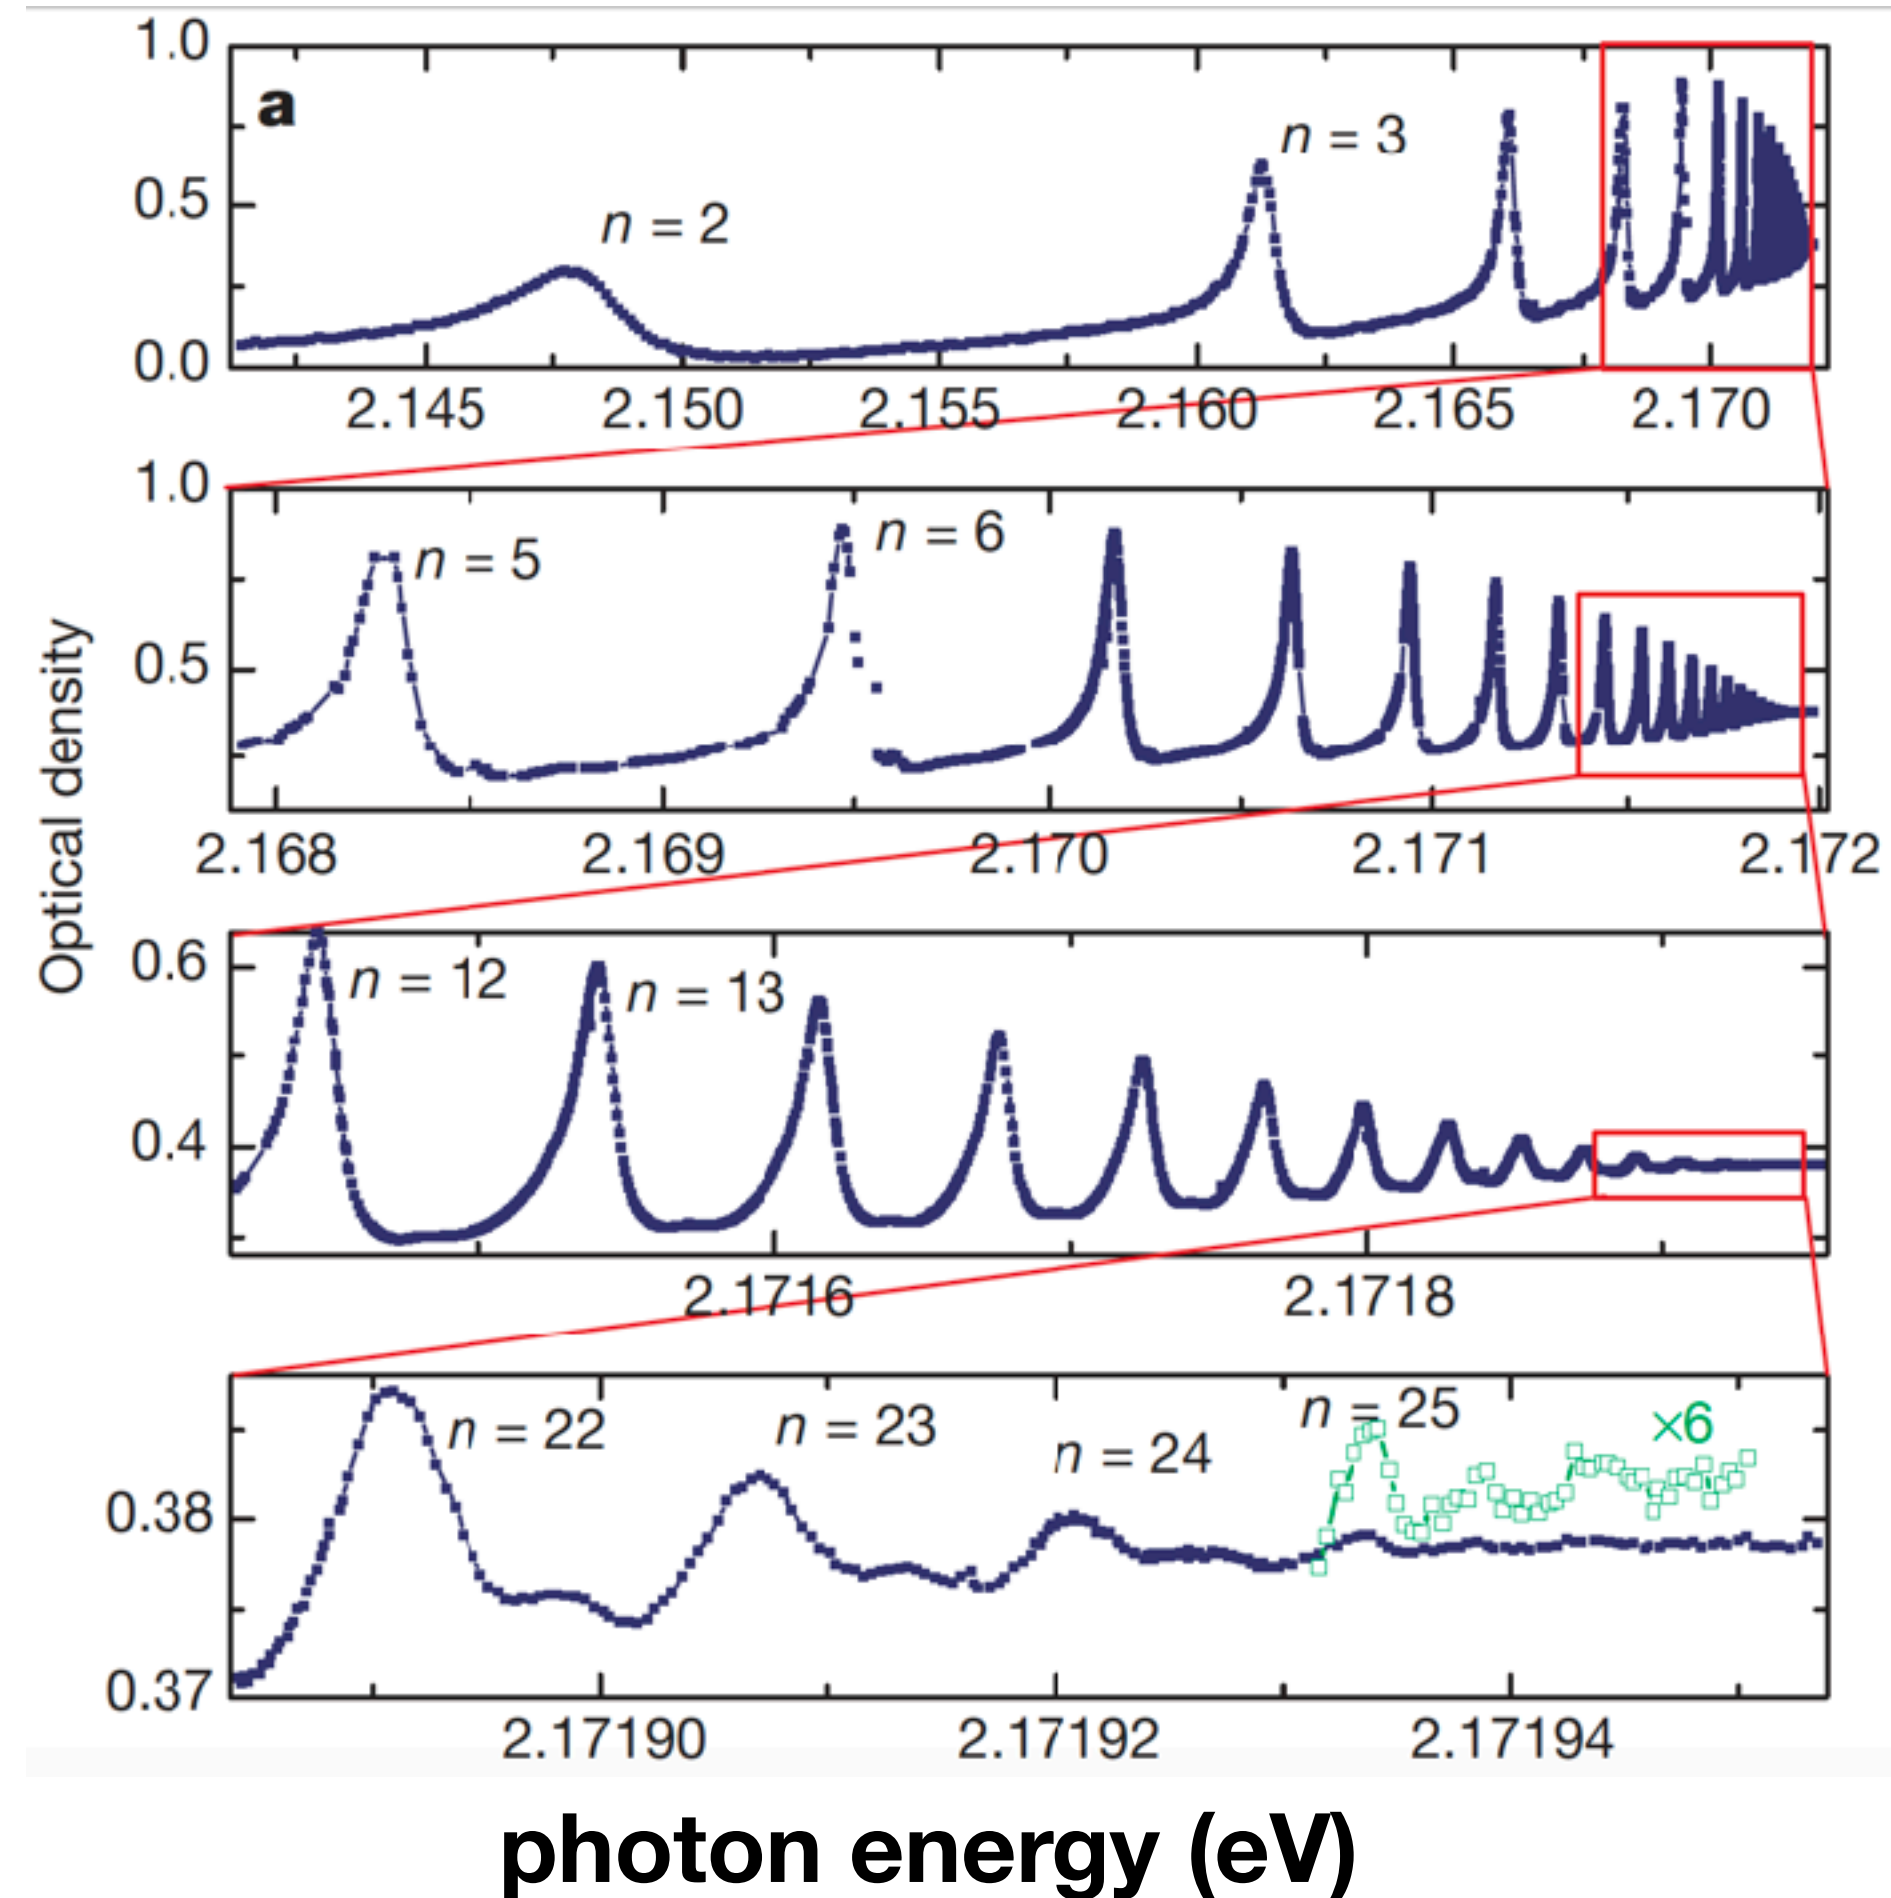 Optical density
a
1.0
0.5
0.0
n = 2
n = 3
2.145 2.150 2.155 2.160 2.165 2.170
1.0
0.5
n = 5
n = 6
2.168 2.169 2.170 2.171 2.172
0.6
0.4
n = 12
n = 13
2.1716 2.1718
0.38
0.37
n = 22
n = 23
n = 24
n = 25
×6
2.17190 2.17192 2.17194
photon energy (eV)